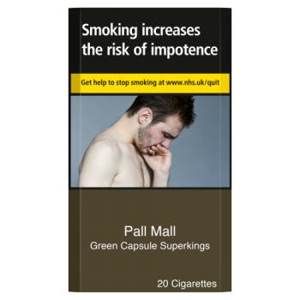 Smoking increases
the risk of impotence
Get help to stop smoking at www.nhs.uk/quit
Pall Mall
Green Capsule Superkings
20 Cigarettes